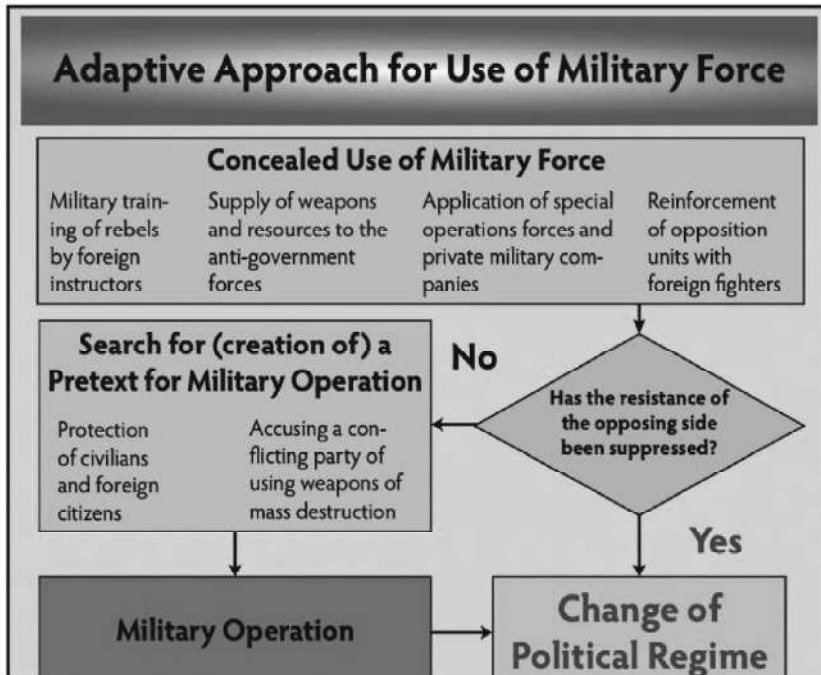 Adaptive Approach for Use of Military Force
Concealed Use of Military Force
Military train-
ing of rebels
by foreign
instructors
Supply of weapons
and resources to the
anti-government
forces
Application of special
operations forces and
private military com-
panies
Reinforcement
of opposition
units with
foreign fighters
Search for (creation of) a
Pretext for Military Operation
Protection
of civilians
and foreign
citizens
Accusing a con-
flicting party of
using weapons of
mass destruction
No
Has the resistance of
the opposing side
been suppressed?
Yes
Military Operation
Change of
Political Regime